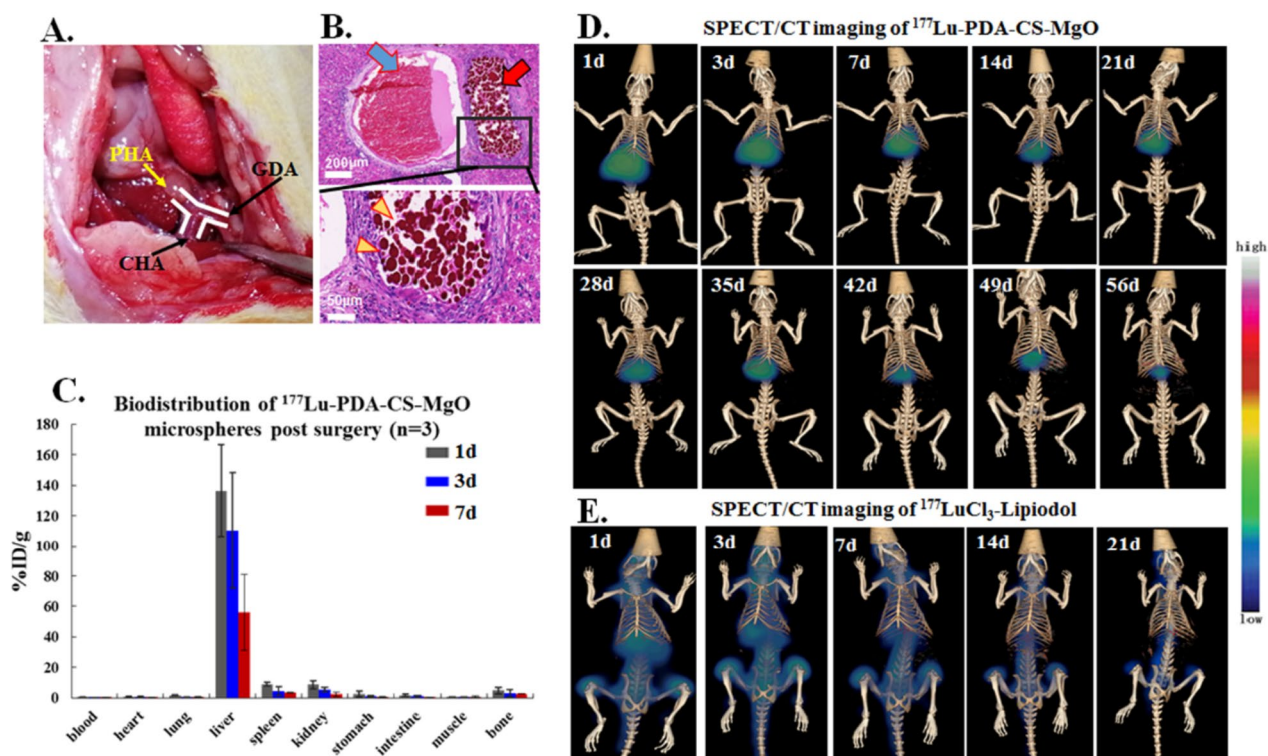 A.
PHA
GDA
CHA
B.
200μm
50μm
C.
Biodistribution of ¹⁷⁷Lu-PDA-CS-MgO
microspheres post surgery (n=3)
%ID/g
180
160
140
120
100
80
60
40
20
0
1d
3d
7d
blood
heart
lung
liver
spleen
kidney
stomach
intestine
muscle
bone
D.
SPECT/CT imaging of ¹⁷⁷Lu-PDA-CS-MgO
1d
3d
7d
14d
21d
28d
35d
42d
49d
56d
high
low
E.
SPECT/CT imaging of ¹⁷⁷LuCl₃-Lipiodol
1d
3d
7d
14d
21d